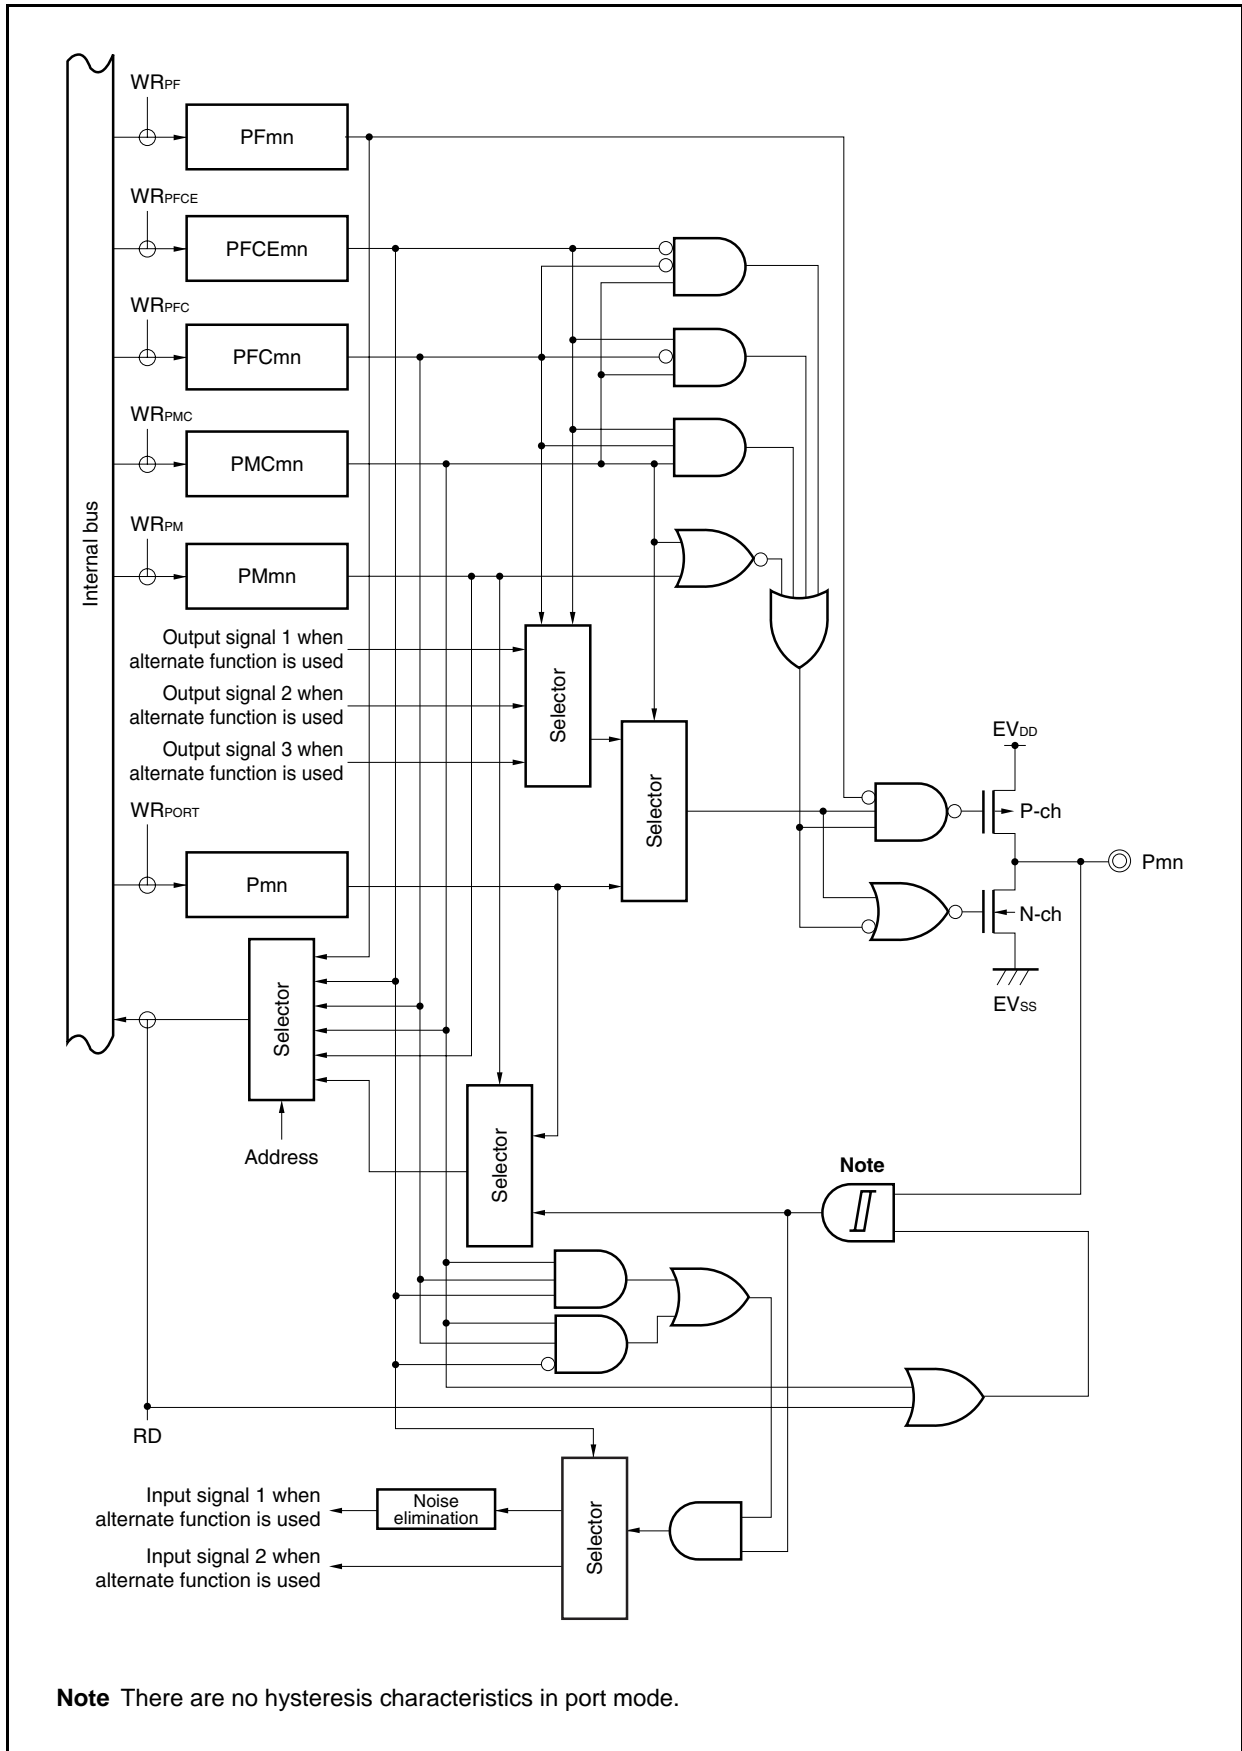 WRPF
PFmn
WRPFCE
PFCEmn
WRPFC
PFCmn
WRPMC
PMCmn
Internal bus
WRPM
PMmn
Output signal 1 when
alternate function is used
Output signal 2 when
alternate function is used
Output signal 3 when
alternate function is used
Selector
Selector
EVDD
P-ch
WRPORT
Pmn
Pmn
N-ch
EVSS
Selector
Address
Selector
Note
RD
Input signal 1 when
alternate function is used
Noise
elimination
Selector
Input signal 2 when
alternate function is used
Note There are no hysteresis characteristics in port mode.